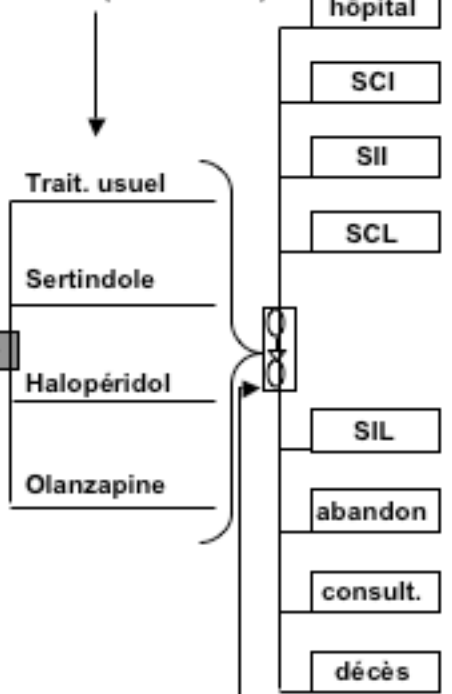 hôpital
SCI
SII
Trait. usuel
SCL
Sertindole
Halopéridol
SIL
Olanzapine
abandon
consult.
décès